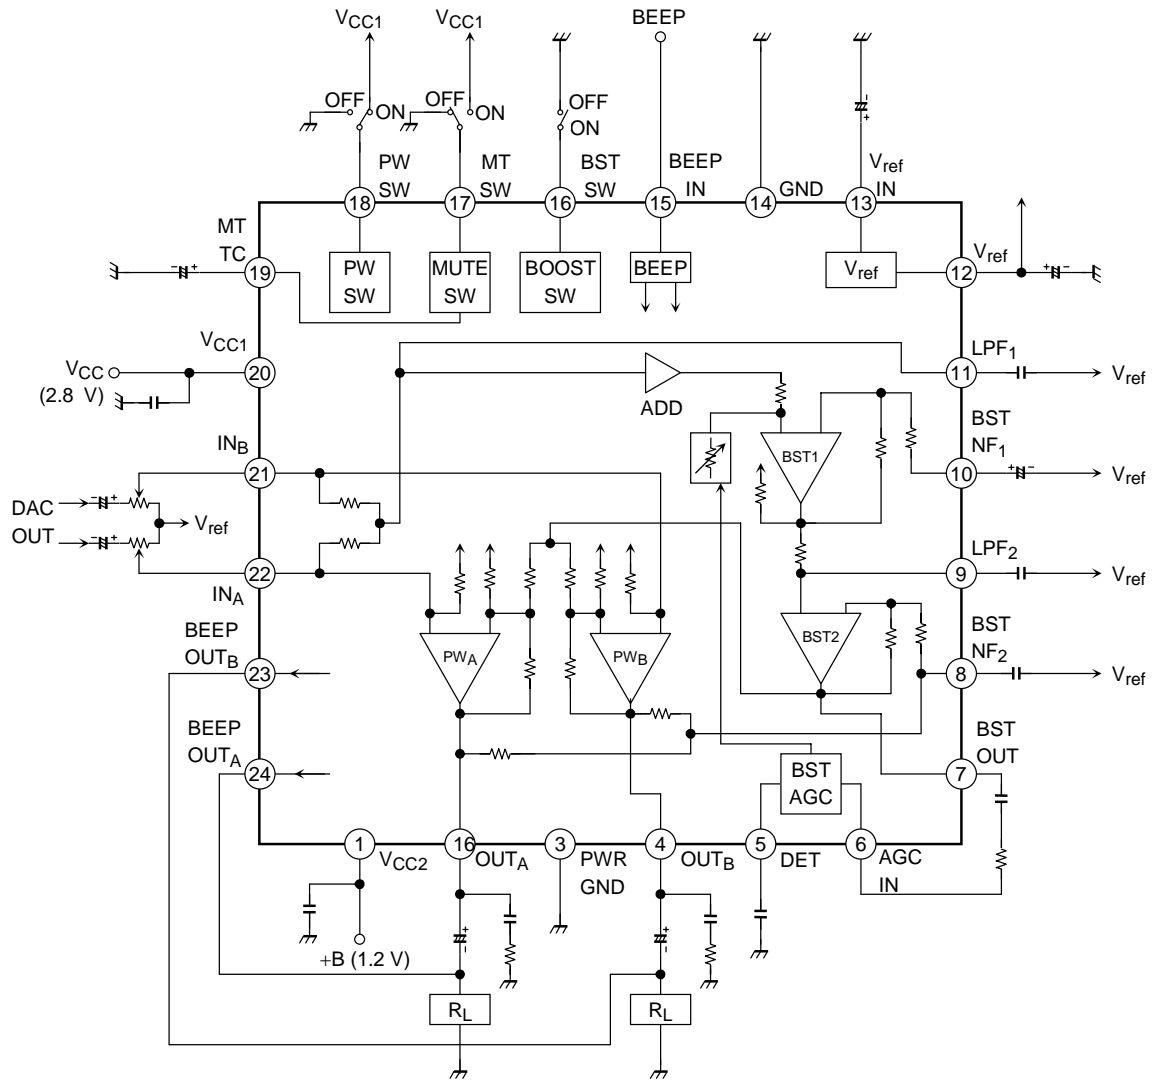 VCC1
VCC1
BEEP
OFF
ON
OFF
ON
OFF
ON
PW
SW
MT
SW
BST
SW
BEEP
IN
GND
Vref
IN
18
17
16
15
14
13
MT
TC
19
PW
SW
MUTE
SW
BOOST
SW
BEEP
Vref
12
Vref
- +
+ -
-
+
VCC1
20
VCC
(2.8 V)
ADD
LPF1
11
Vref
BST
NF1
10
+ -
Vref
INB
21
DAC
- +
OUT
- +
Vref
22
INA
BST1
LPF2
9
Vref
BEEP
OUTB
23
PWA
PWB
BST2
BST
NF2
8
Vref
BEEP
OUTA
24
BST
AGC
BST
OUT
7
1
VCC2
16
OUTA
3
PWR
GND
4
OUTB
5
DET
6
AGC
IN
+B (1.2 V)
+
-
+
-
RL
RL